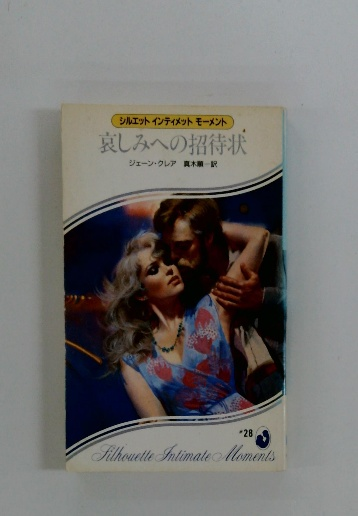 シルエット インティメット モーメント
哀しみへの招待状
ジェーン・クレア 真木願一訳
#28
Silhouette Intimate Moments